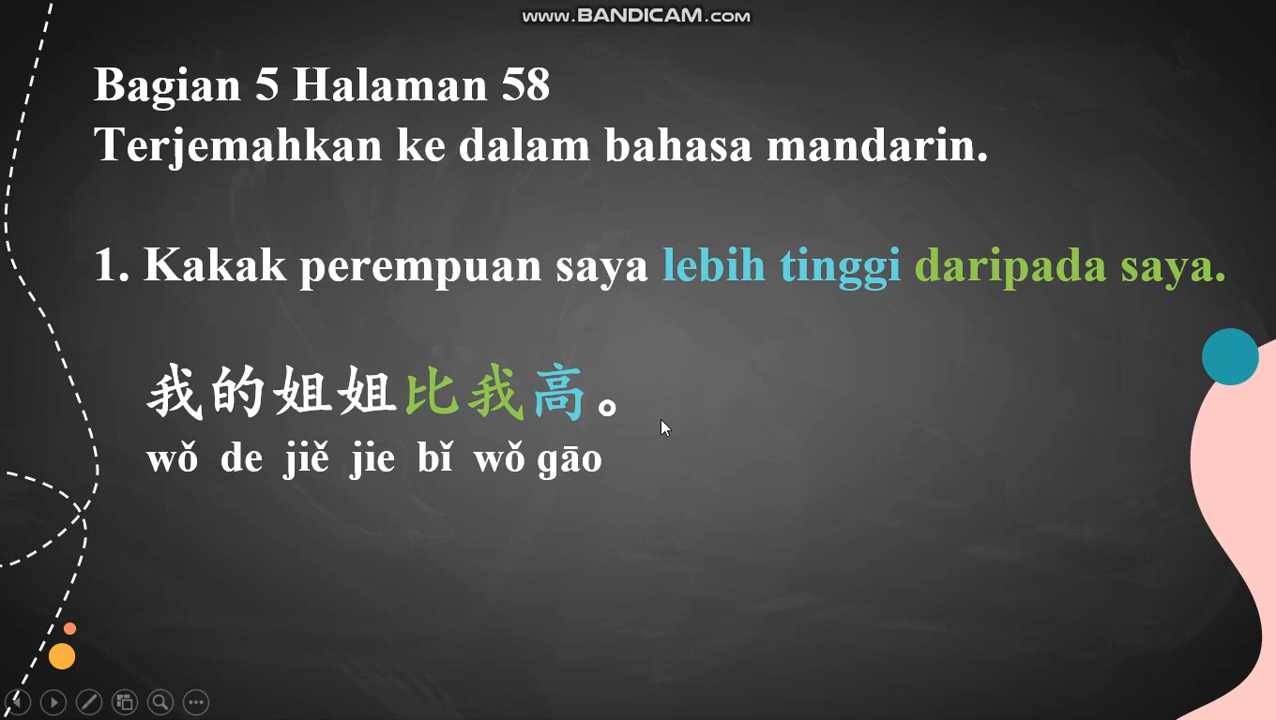 www.BANDICAM.com
Bagian 5 Halaman 58
Terjemahkan ke dalam bahasa mandarin.
1. Kakak perempuan saya lebih tinggi daripada saya.
我的姐姐比我高。
wǒ de jiě jie bǐ wǒ gāo